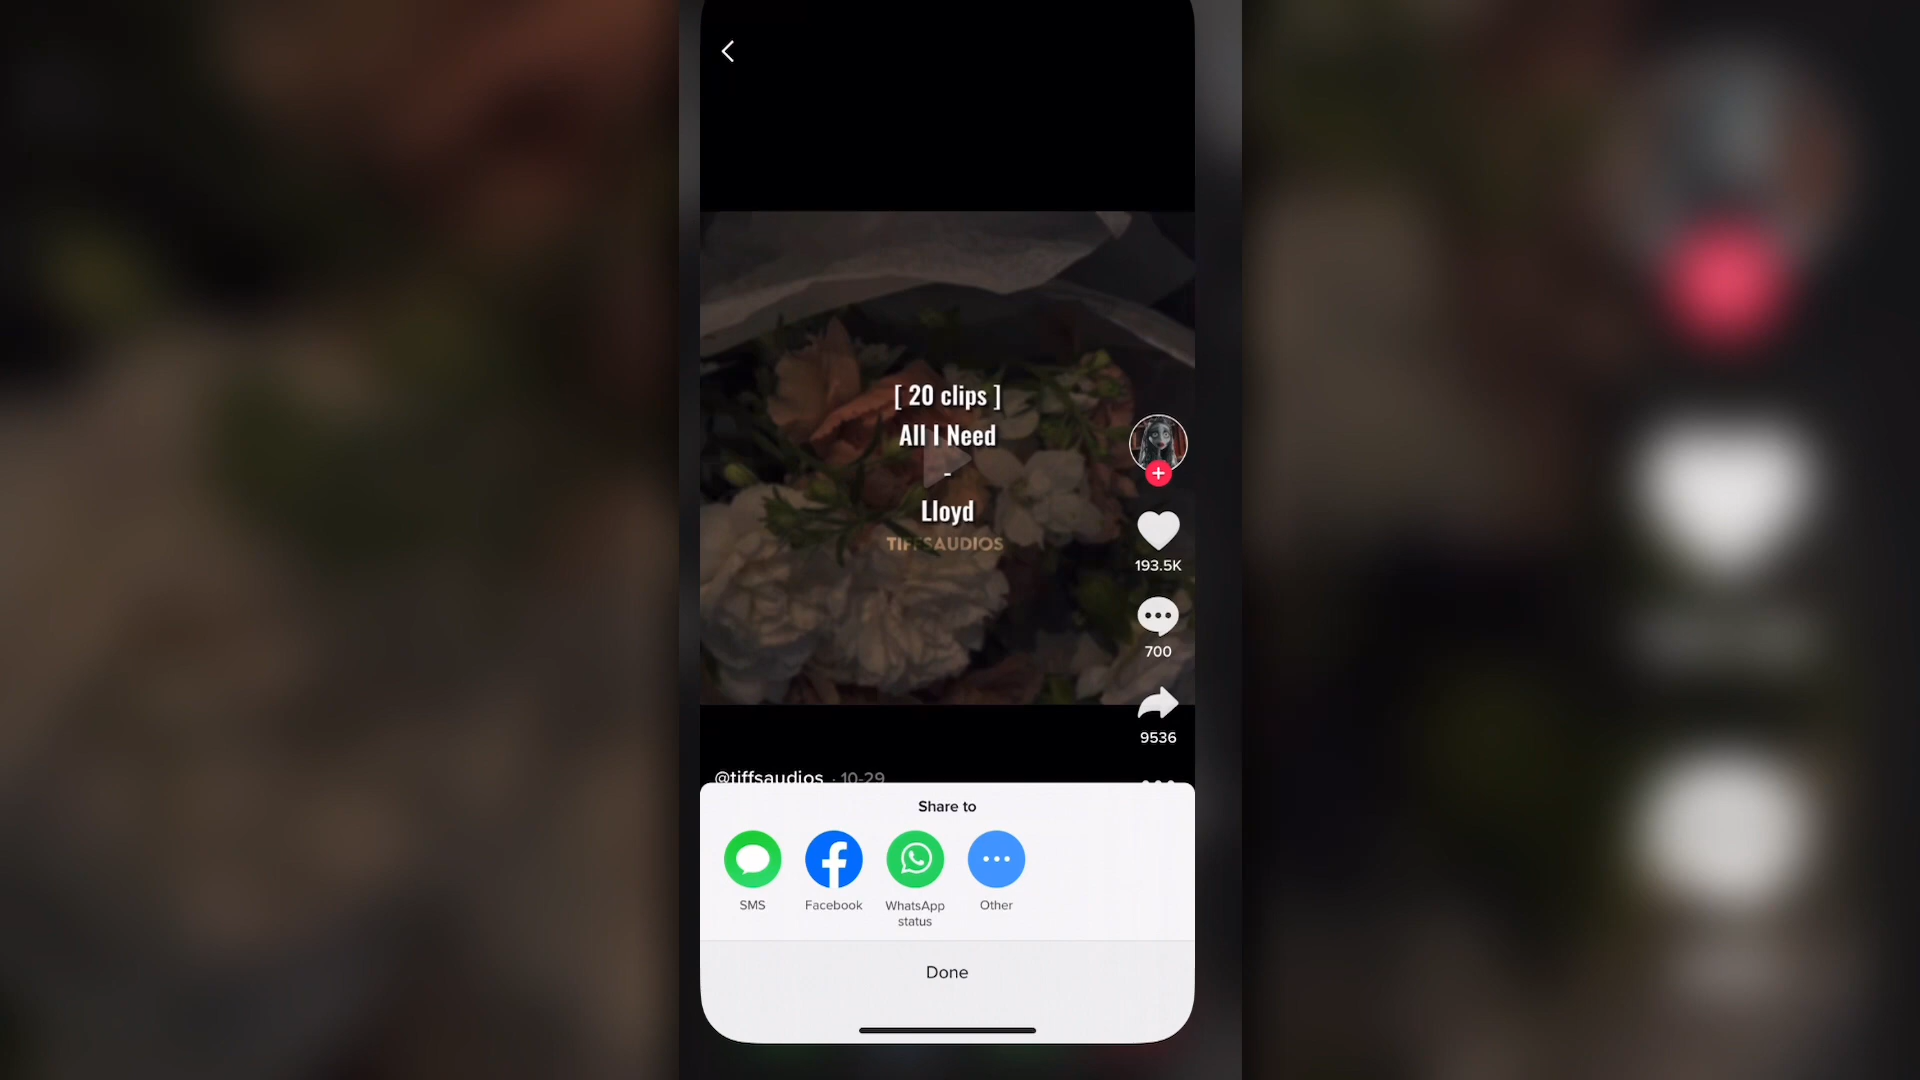 [ 20 clips ]
All I Need
-
Lloyd
TIFFSAUDIOS
193.5K
700
9536
@tiffsaudios · 10-29
Share to
SMS
Facebook
WhatsApp
status
Other
Done